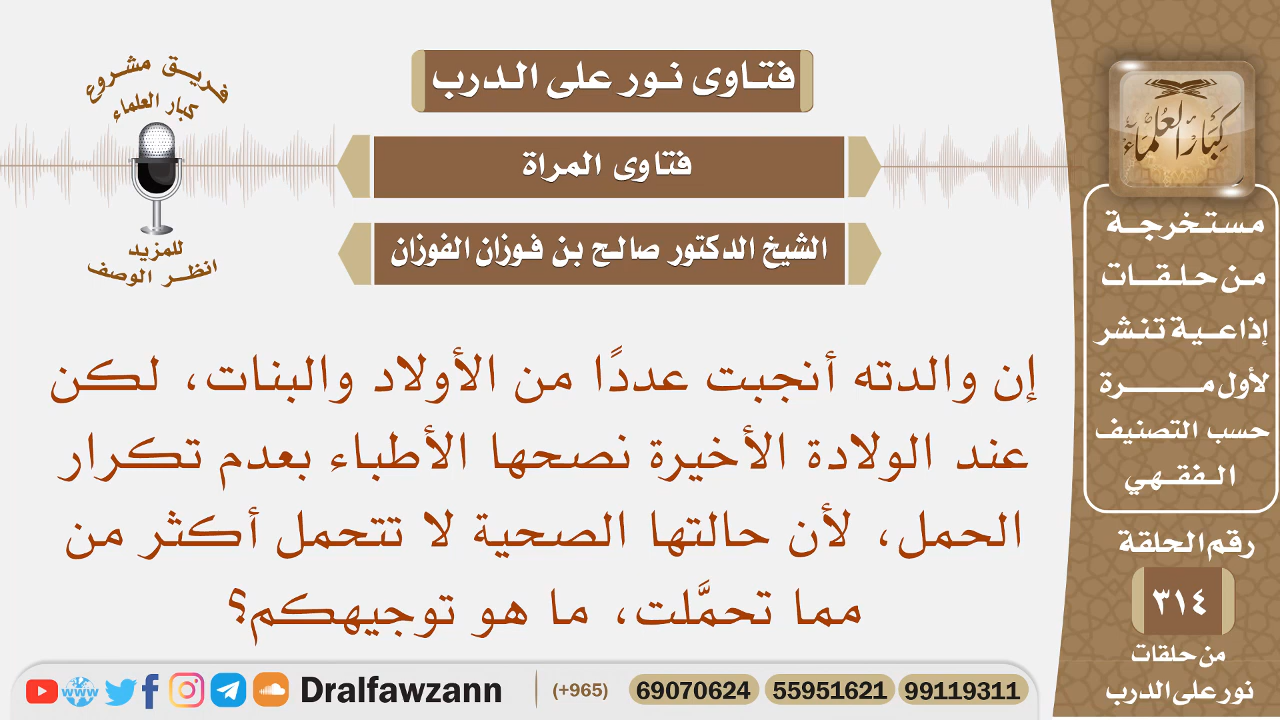 فتاوى نور على الدرب
فتاوى المراة
الشيخ الدكتور صالح بن فوزان الفوزان
فريق مشروع
كبار العلماء
للمزيد
انظر الوصف
كبار العلماء
مستخرجة
من حلقات
إذاعية تنشر
لأول مرة
حسب التصنيف
الفقهي
رقم الحلقة
٣١٤
من حلقات
نور على الدرب
إن والدته أنجبت عددًا من الأولاد والبنات، لكن
عند الولادة الأخيرة نصحها الأطباء بعدم تكرار
الحمل، لأن حالتها الصحية لا تتحمل أكثر من
مما تحمَّلت، ما هو توجيهكم؟
www Dralfawzann (+965) 69070624 55951621 99119311